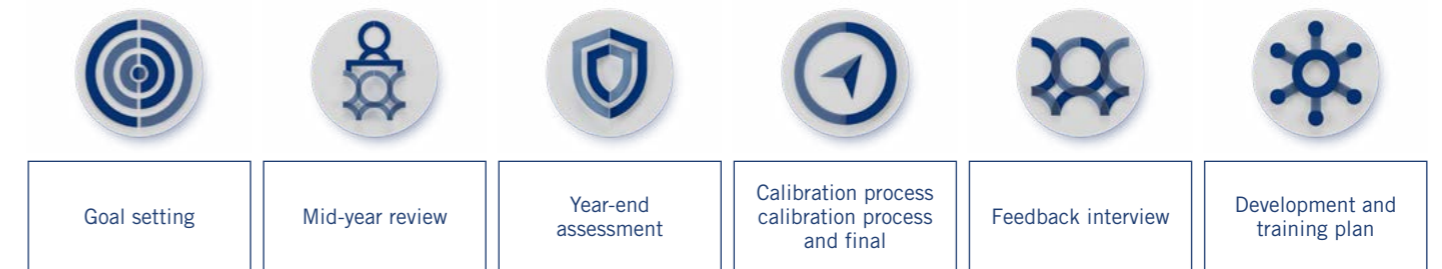 Goal setting
Mid-year review
Year-end
assessment
Calibration process
calibration process
and final
Feedback interview
Development and
training plan